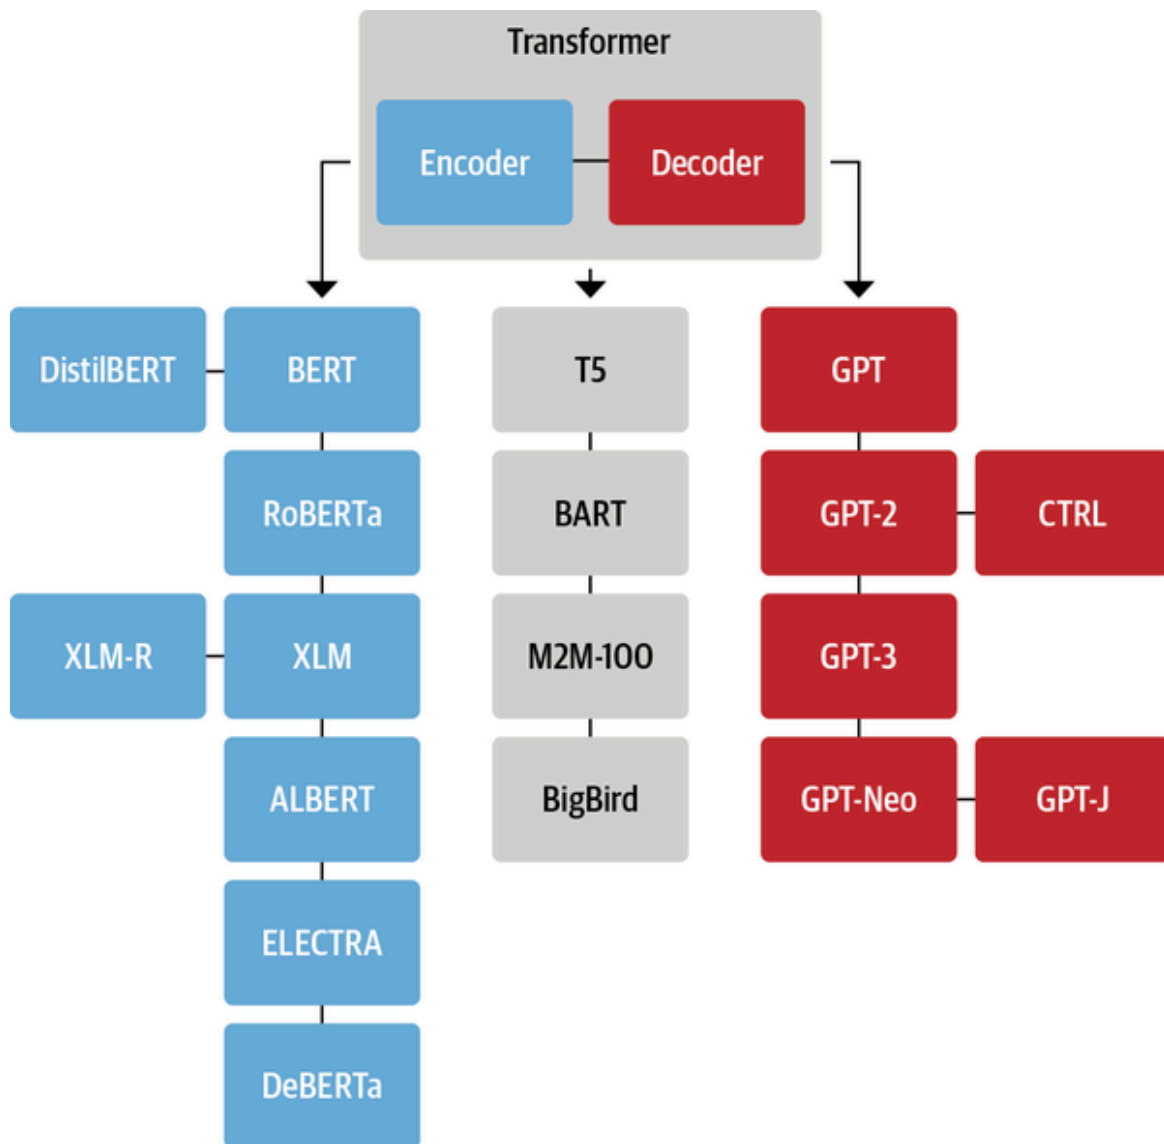 Transformer
Encoder
Decoder
DistilBERT
BERT
T5
GPT
RoBERTa
BART
GPT-2
CTRL
XLM-R
XLM
M2M-100
GPT-3
ALBERT
BigBird
GPT-Neo
GPT-J
ELECTRA
DeBERTa